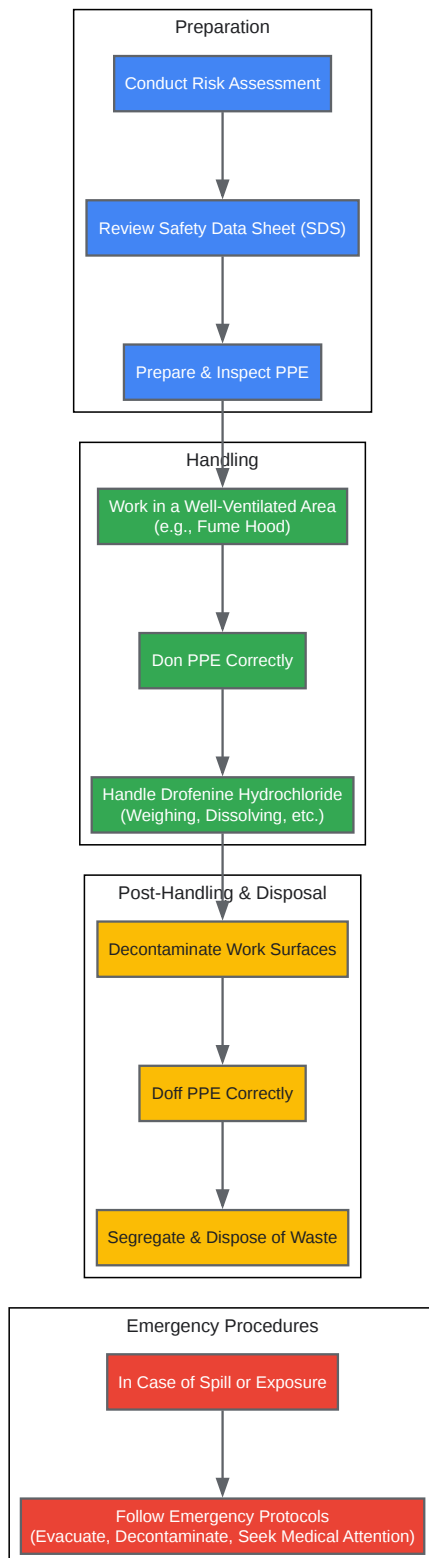 Preparation
Conduct Risk Assessment
Review Safety Data Sheet (SDS)
Prepare & Inspect PPE
Handling
Work in a Well-Ventilated Area
(e.g., Fume Hood)
Don PPE Correctly
Handle Drofenine Hydrochloride
(Weighing, Dissolving, etc.)
Post-Handling & Disposal
Decontaminate Work Surfaces
Doff PPE Correctly
Segregate & Dispose of Waste
Emergency Procedures
In Case of Spill or Exposure
Follow Emergency Protocols
(Evacuate, Decontaminate, Seek Medical Attention)